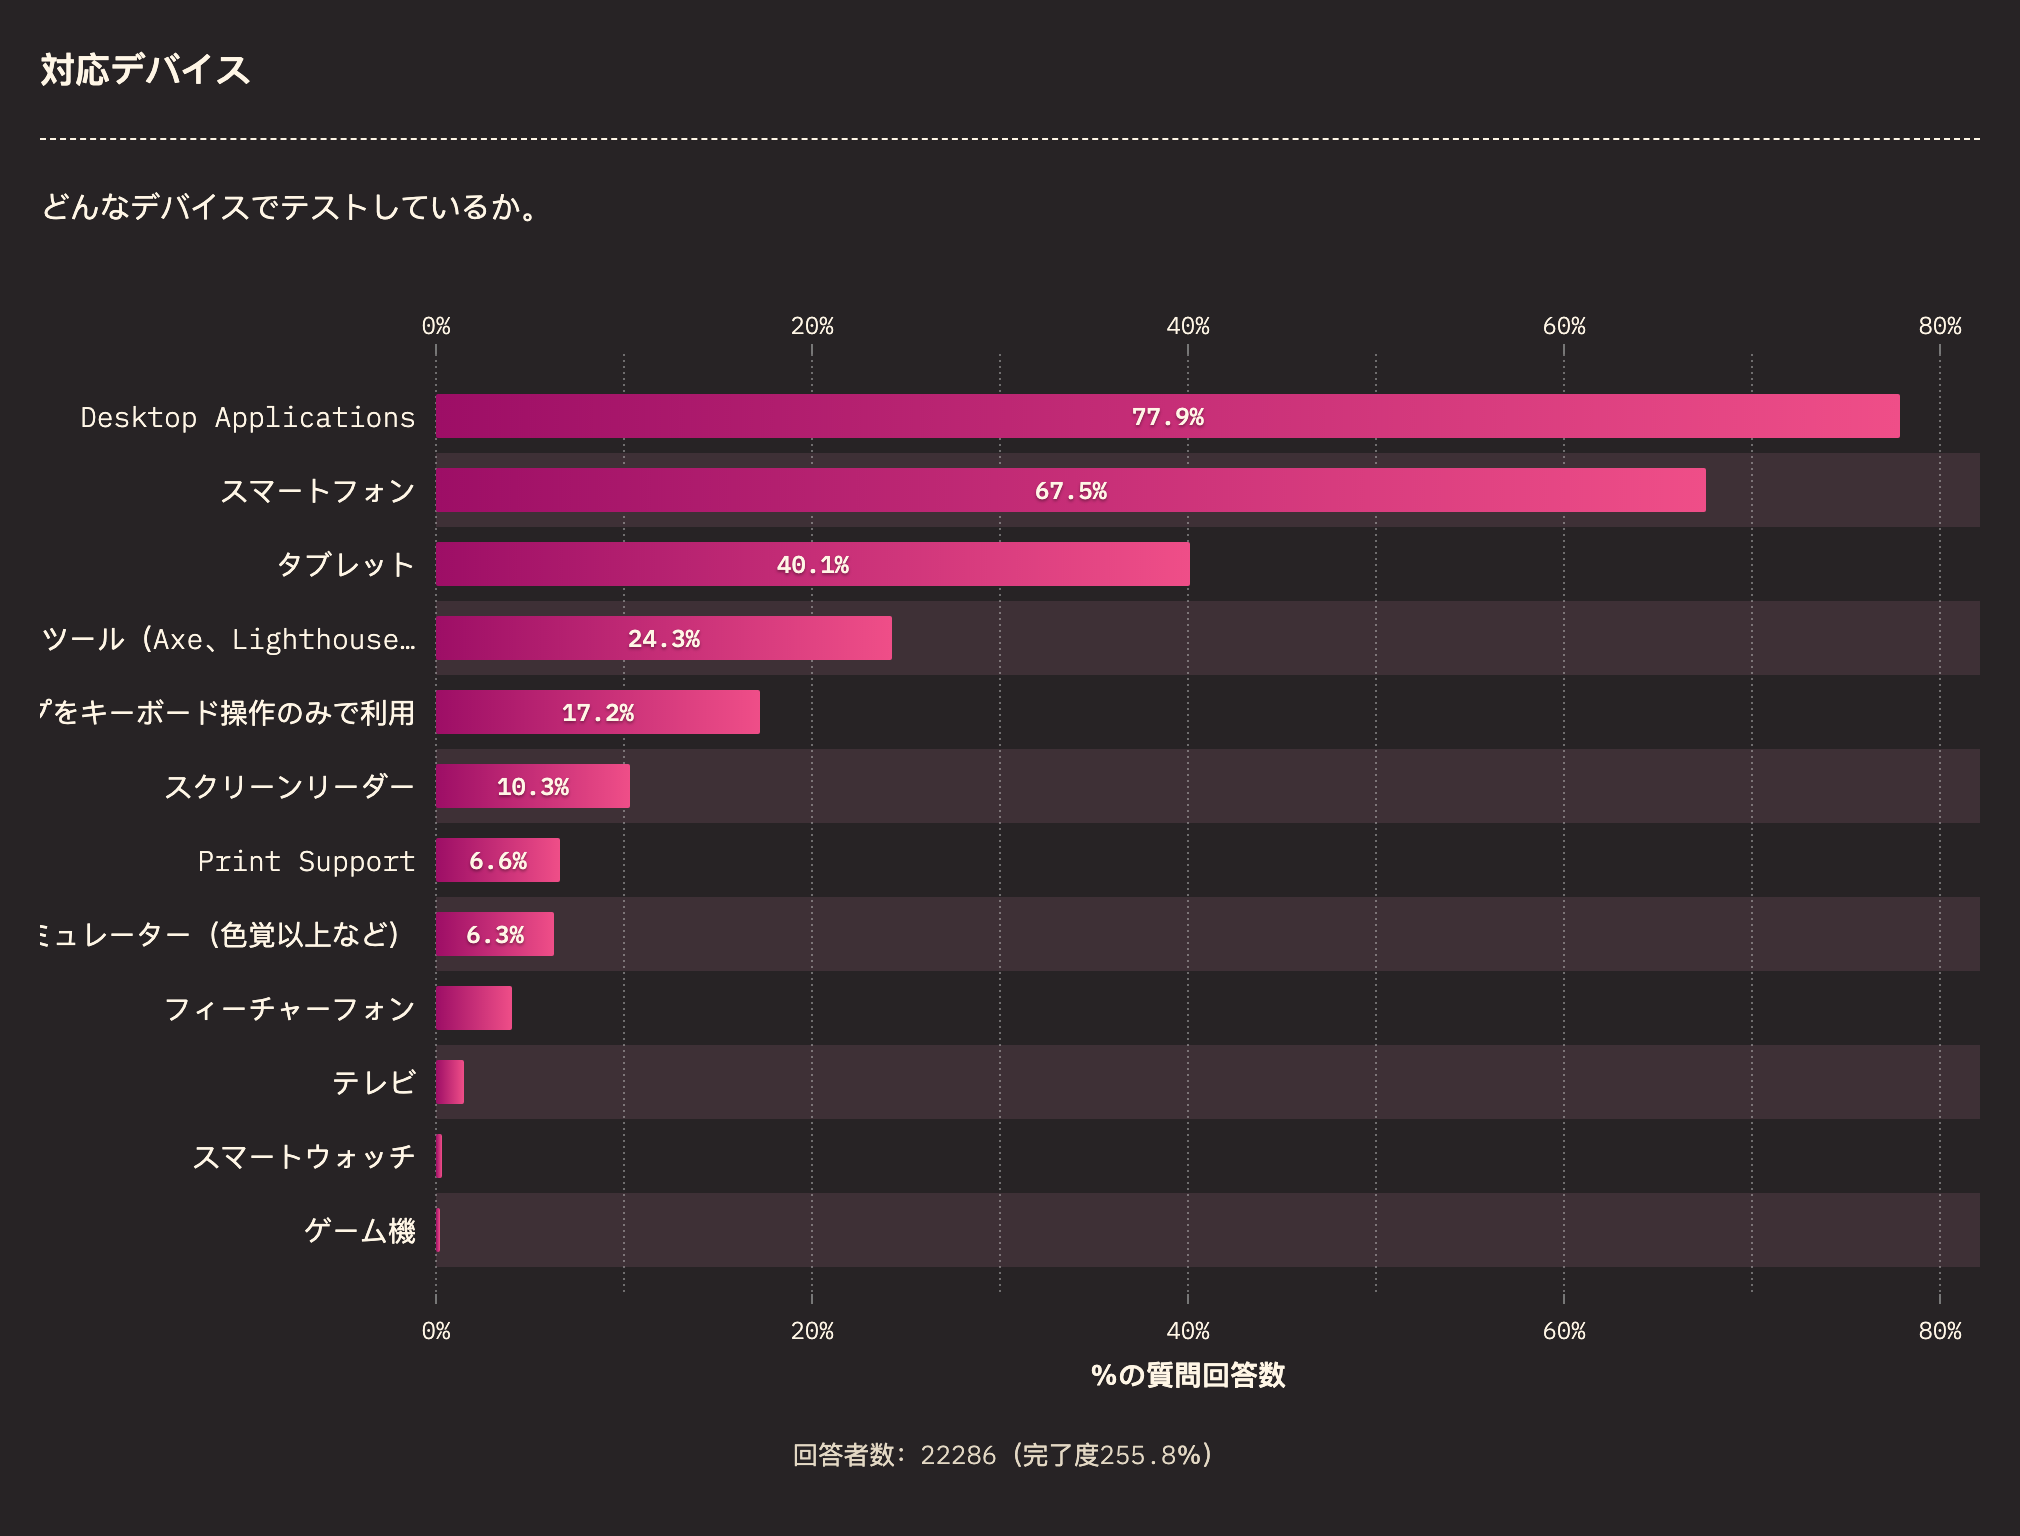 対応デバイス
どんなデバイスでテストしているか。
0% 20% 40% 60% 80%
Desktop Applications 77.9%
スマートフォン 67.5%
タブレット 40.1%
ツール（Axe、Lighthouse… 24.3%
プをキーボード操作のみで利用 17.2%
スクリーンリーダー 10.3%
Print Support 6.6%
ミュレーター（色覚以上など） 6.3%
フィーチャーフォン
テレビ
スマートウォッチ
ゲーム機
0% 20% 40% 60% 80%
%の質問回答数
回答者数：22286（完了度255.8%）